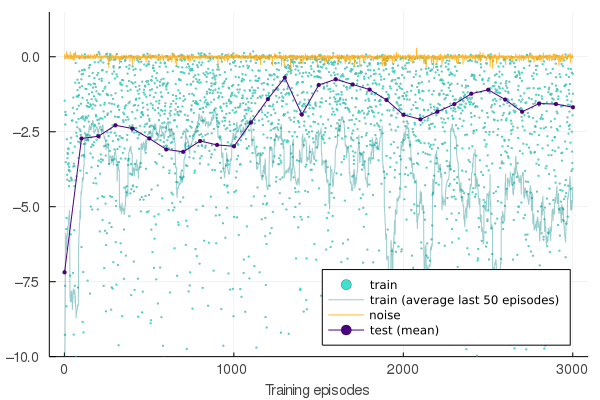 0.0
−2.5
−5.0
−7.5
−10.0
train
train (average last 50 episodes)
noise
test (mean)
0
1000
2000
3000
Training episodes